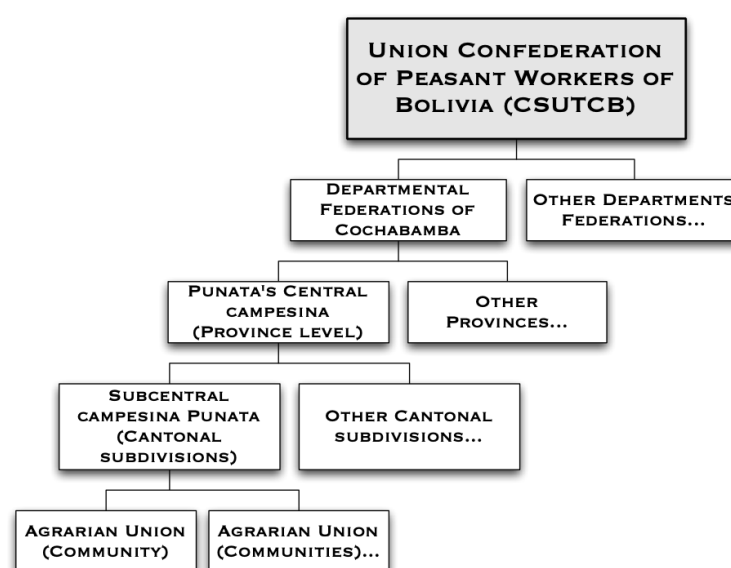 Union Confederation
of Peasant Workers of
Bolivia (CSUTCB)
Departmental
Federations of
Cochabamba
Other Departments
Federations...
Punata's Central
campesina
(Province level)
Other
Provinces...
Subcentral
campesina Punata
(Cantonal
subdivisions)
Other Cantonal
subdivisions...
Agrarian Union
(Community)
Agrarian Union
(Communities)...